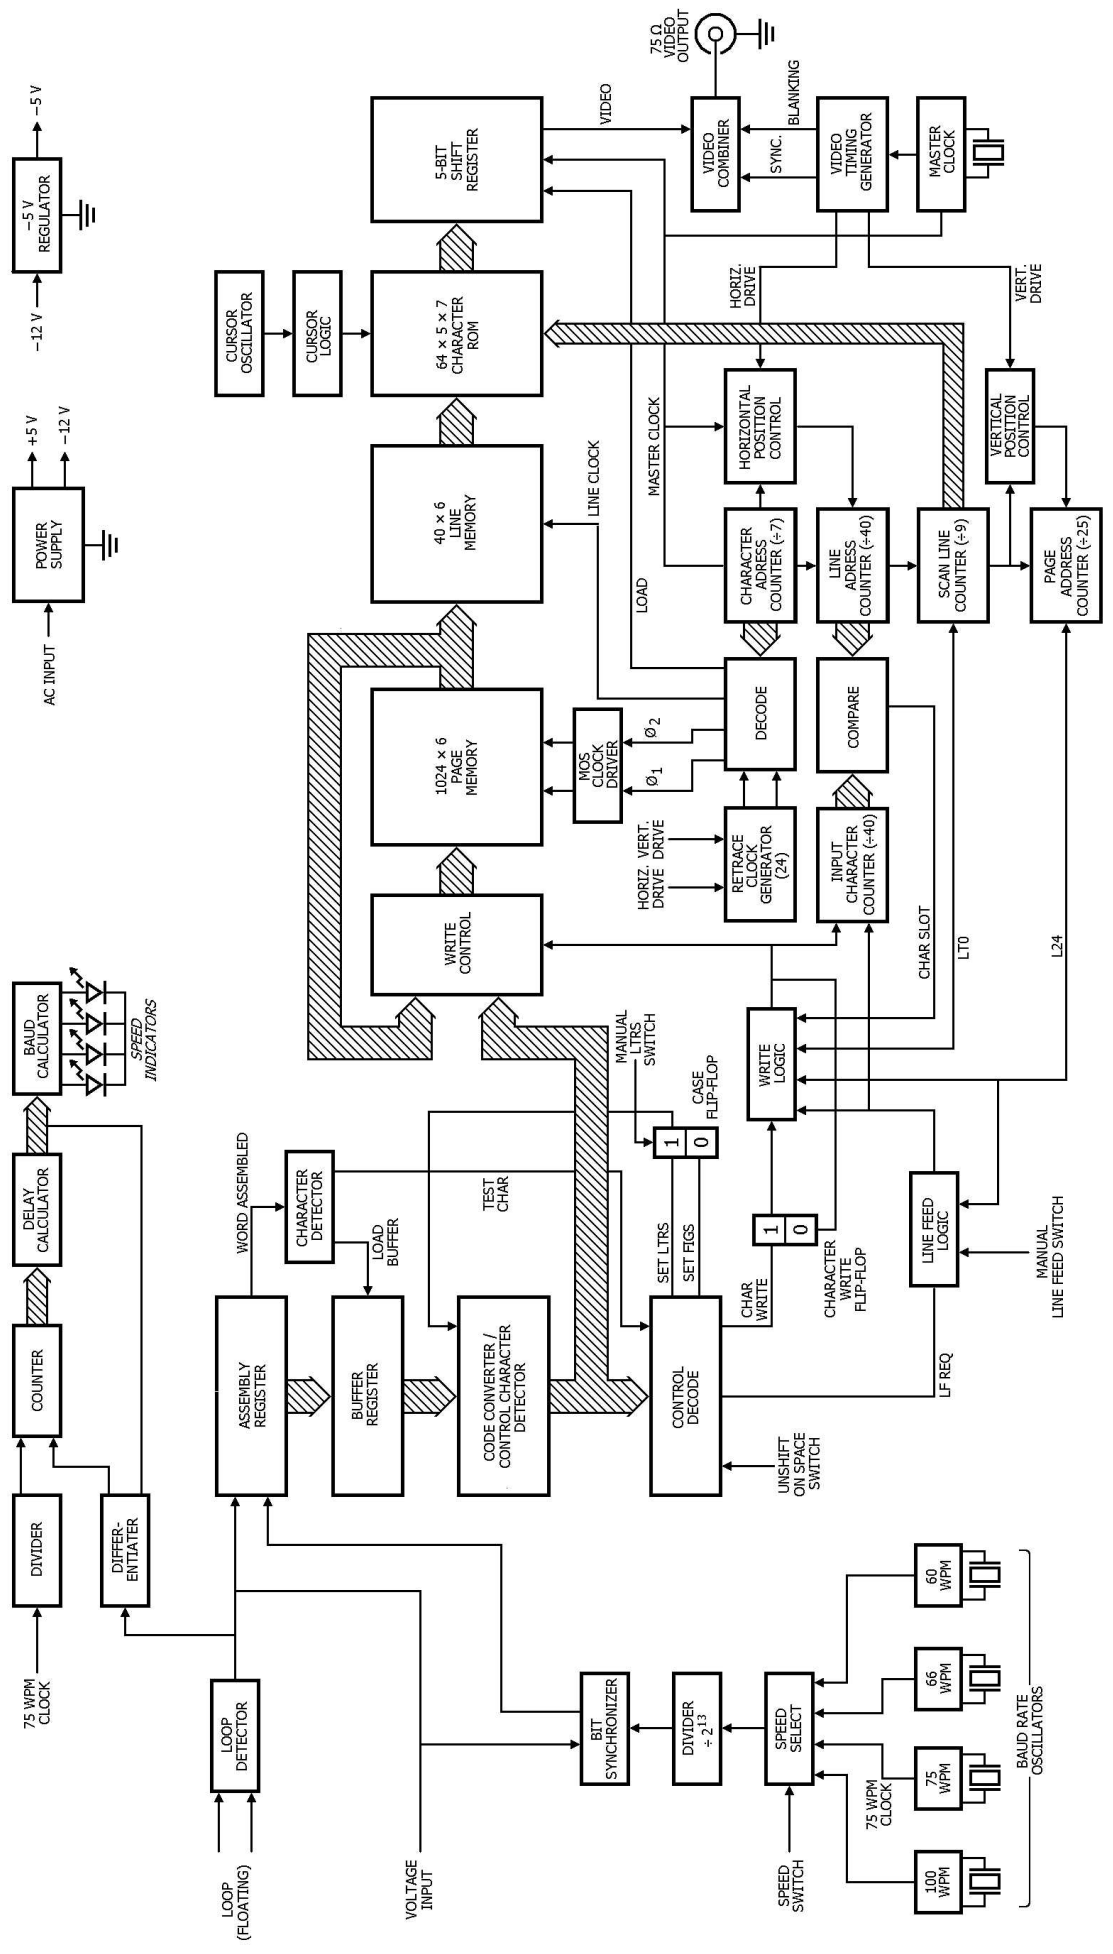 75 WPM
CLOCK
DIVIDER
DIFFER-
ENTIATER
COUNTER
DELAY
CALCULATOR
BAUD
CALCULATOR
SPEED
INDICATORS
AC INPUT
POWER
SUPPLY
+5 V
−12 V
−12 V
−5 V
REGULATOR
−5 V
LOOP
(FLOATING)
LOOP
DETECTOR
VOLTAGE
INPUT
ASSEMBLY
REGISTER
WORD ASSEMBLED
CHARACTER
DETECTOR
LOAD
BUFFER
BUFFER
REGISTER
CODE CONVERTER /
CONTROL CHARACTER
DETECTOR
TEST
CHAR
CURSOR
OSCILLATOR
CURSOR
LOGIC
WRITE
CONTROL
1024 × 6
PAGE
MEMORY
40 × 6
LINE
MEMORY
64 × 5 × 7
CHARACTER
ROM
5-BIT
SHIFT
REGISTER
BIT
SYNCHRONIZER
DIVIDER
÷ 2¹³
SPEED
SELECT
SPEED
SWITCH
75 WPM
CLOCK
100
WPM
75
WPM
66
WPM
60
WPM
BAUD RATE
OSCILLATORS
CONTROL
DECODE
UNSHIFT
ON SPACE
SWITCH
SET LTRS
SET FIGS
MANUAL
LTRS
SWITCH
1
0
CASE
FLIP-FLOP
CHAR
WRITE
1
0
CHARACTER
WRITE
FLIP-FLOP
LF REQ
LINE FEED
LOGIC
MANUAL
LINE FEED SWITCH
WRITE
LOGIC
MOS
CLOCK
DRIVER
Ø1
Ø2
HORIZ.
DRIVE
VERT.
DRIVE
RETRACE
CLOCK
GENERATOR
(24)
DECODE
LOAD
LINE CLOCK
MASTER CLOCK
CHARACTER
ADRESS
COUNTER (÷7)
HORIZONTAL
POSITION
CONTROL
INPUT
CHARACTER
COUNTER (÷40)
COMPARE
LINE
ADRESS
COUNTER (÷40)
CHAR SLOT
LT0
L24
SCAN LINE
COUNTER (÷9)
PAGE
ADDRESS
COUNTER (÷25)
VERTICAL
POSITION
CONTROL
HORIZ.
DRIVE
VERT.
DRIVE
VIDEO
VIDEO
COMBINER
75 Ω
VIDEO
OUTPUT
SYNC.
BLANKING
VIDEO
TIMING
GENERATOR
MASTER
CLOCK